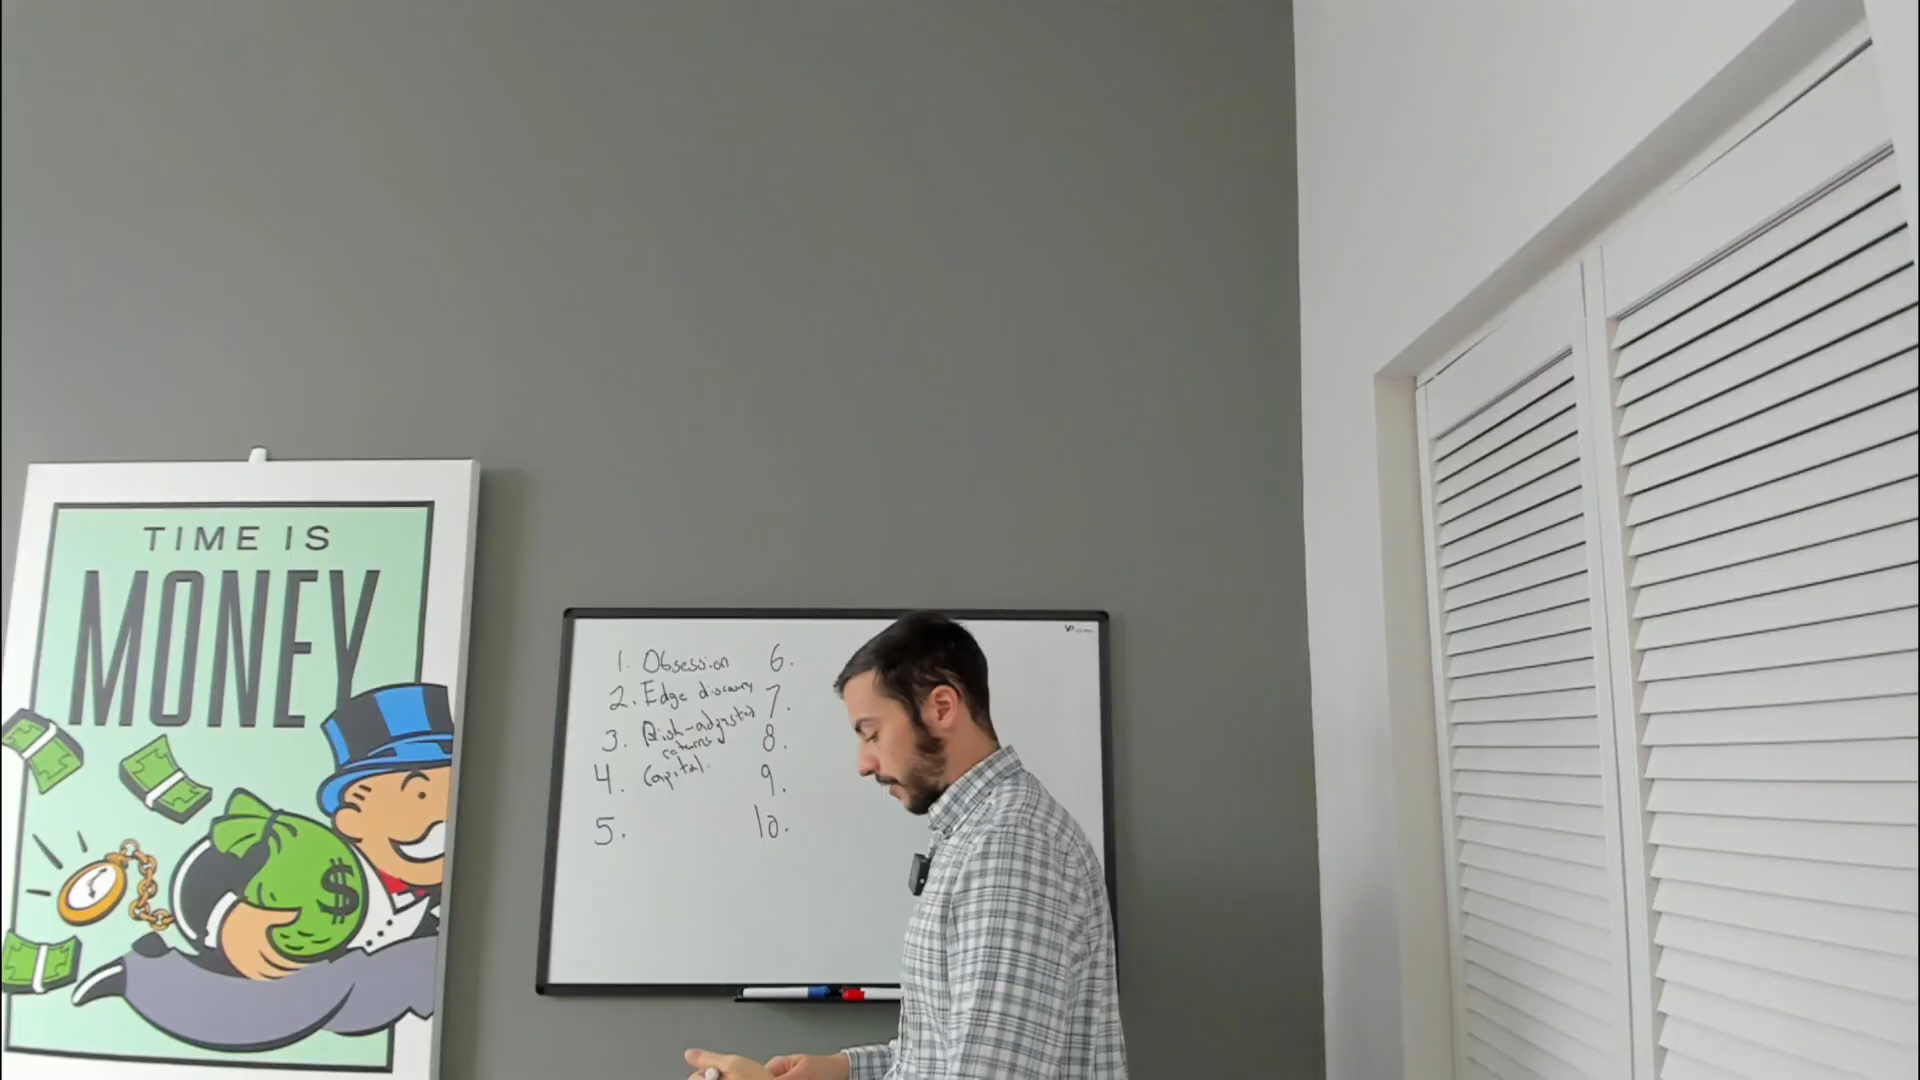 TIME IS
MONEY
$
1. Obsession
2. Edge discovery
3. Risk-adjusted
returns
4. Capital.
5.
6.
7.
8.
9.
10.